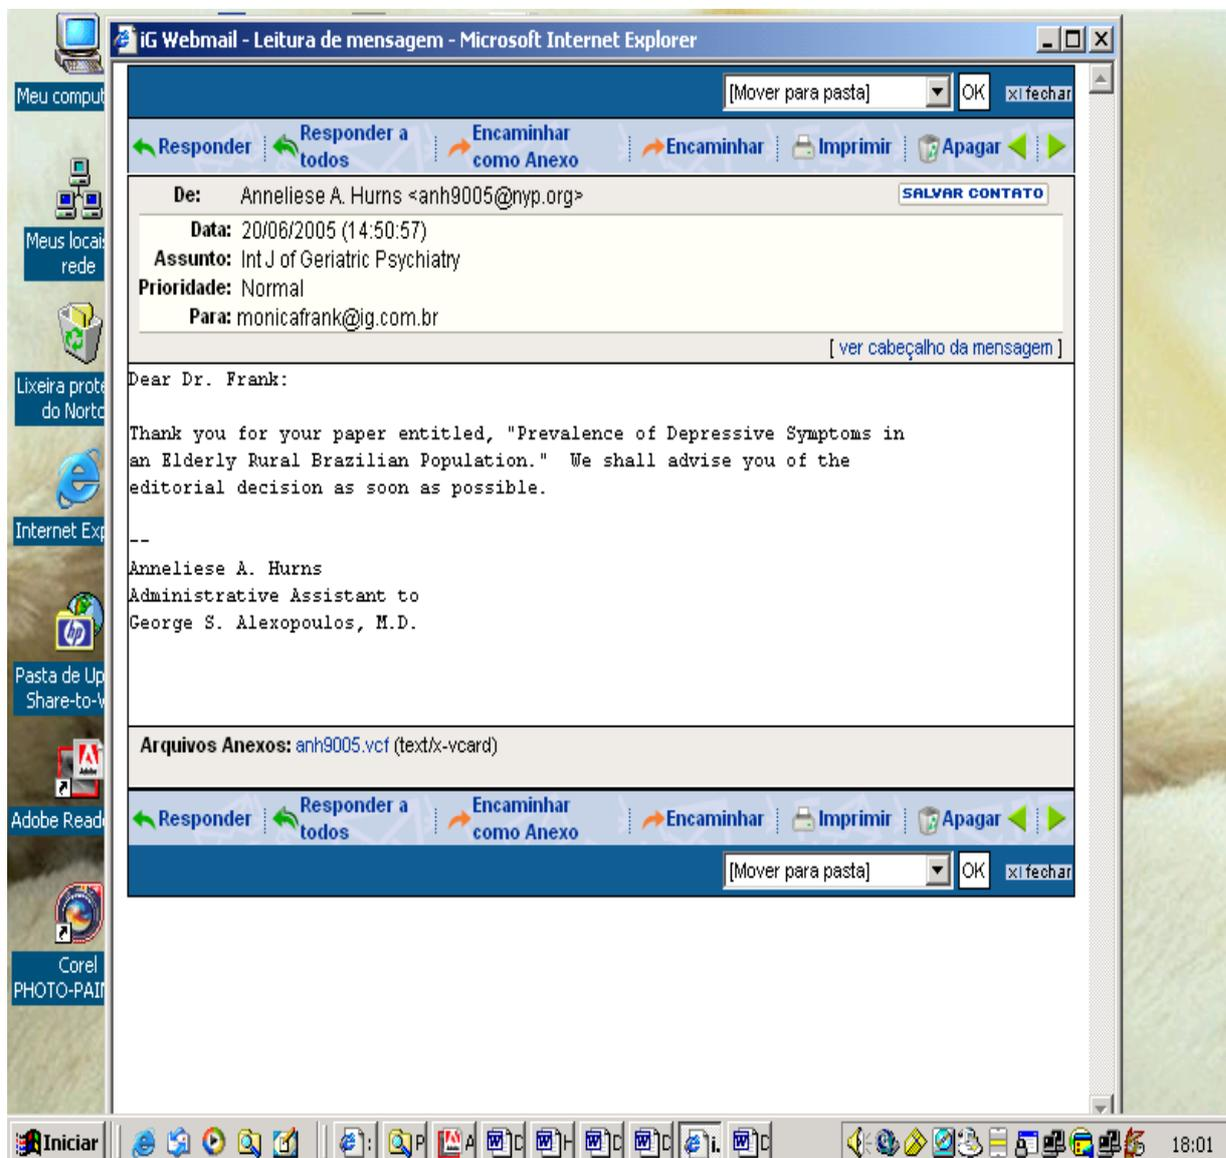 iG Webmail - Leitura de mensagem - Microsoft Internet Explorer
Meu comput
Meus locai
rede
Lixeira prote
do Norto
Internet Exp
Pasta de Up
Share-to-W
Adobe Read
Corel
PHOTO-PAI
[Mover para pasta] OK x| fechar
Responder Responder a todos Encaminhar como Anexo Encaminhar Imprimir Apagar
De: Anneliese A. Hurns <anh9005@nyp.org> SALVAR CONTATO
Data: 20/06/2005 (14:50:57)
Assunto: Int J of Geriatric Psychiatry
Prioridade: Normal
Para: monicafrank@ig.com.br
[ ver cabeçalho da mensagem ]
Dear Dr. Frank:
Thank you for your paper entitled, "Prevalence of Depressive Symptoms in
an Elderly Rural Brazilian Population."  We shall advise you of the
editorial decision as soon as possible.
--
Anneliese A. Hurns
Administrative Assistant to
George S. Alexopoulos, M.D.
Arquivos Anexos: anh9005.vcf (text/x-vcard)
Responder Responder a todos Encaminhar como Anexo Encaminhar Imprimir Apagar
[Mover para pasta] OK x| fechar
Iniciar 18:01